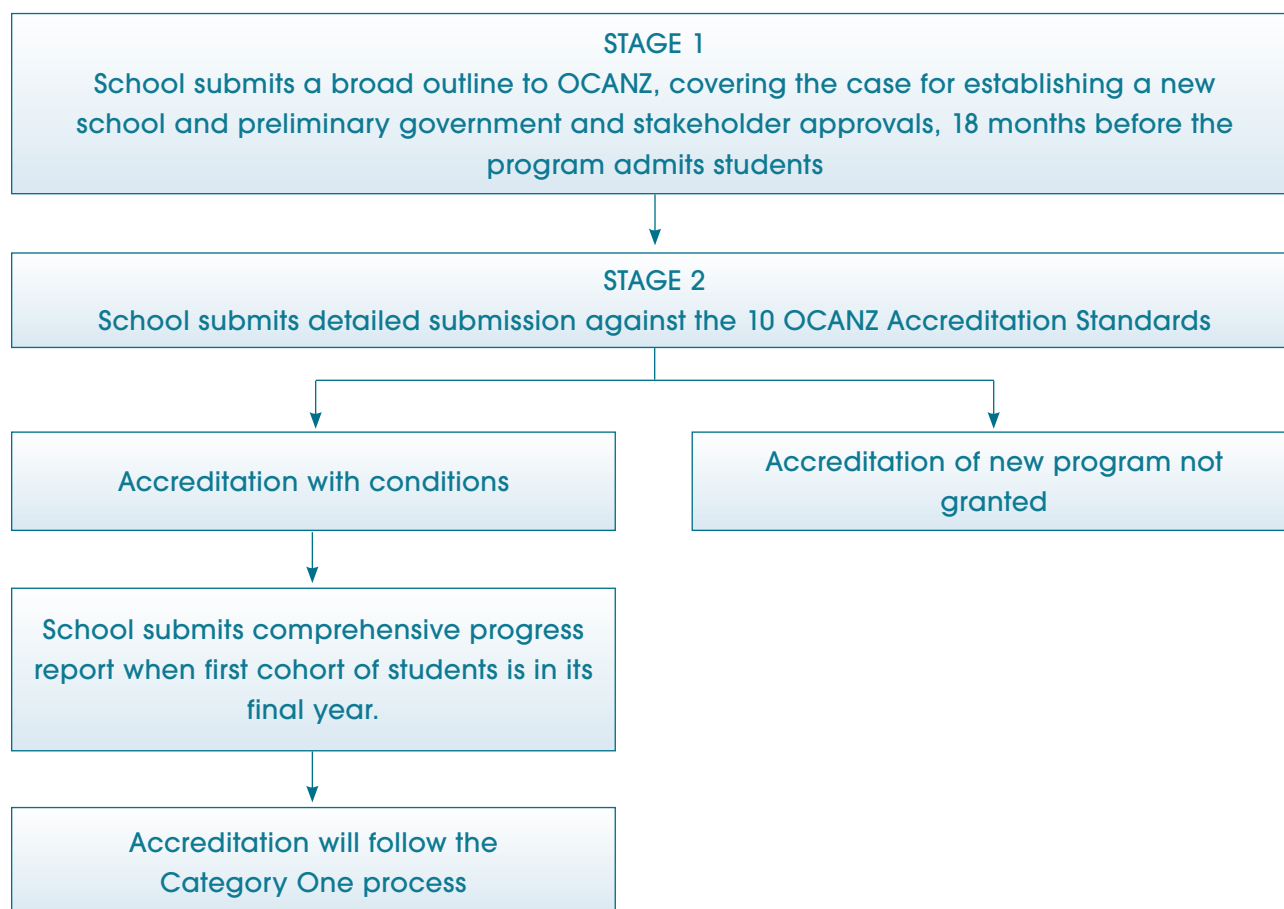 STAGE 1
School submits a broad outline to OCANZ, covering the case for establishing a new
school and preliminary government and stakeholder approvals, 18 months before the
program admits students
STAGE 2
School submits detailed submission against the 10 OCANZ Accreditation Standards
Accreditation with conditions
Accreditation of new program not
granted
School submits comprehensive progress
report when first cohort of students is in its
final year.
Accreditation will follow the
Category One process